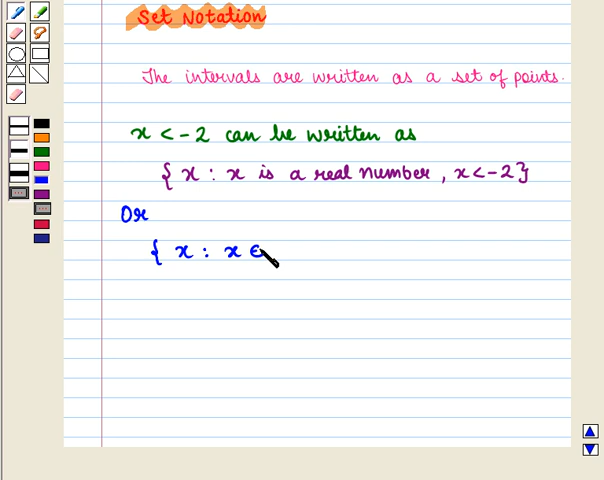 Set Notation
The intervals are written as a set of points.
x < -2 can be written as
{ x : x is a real number , x < -2 }
Or
{ x : x ∈